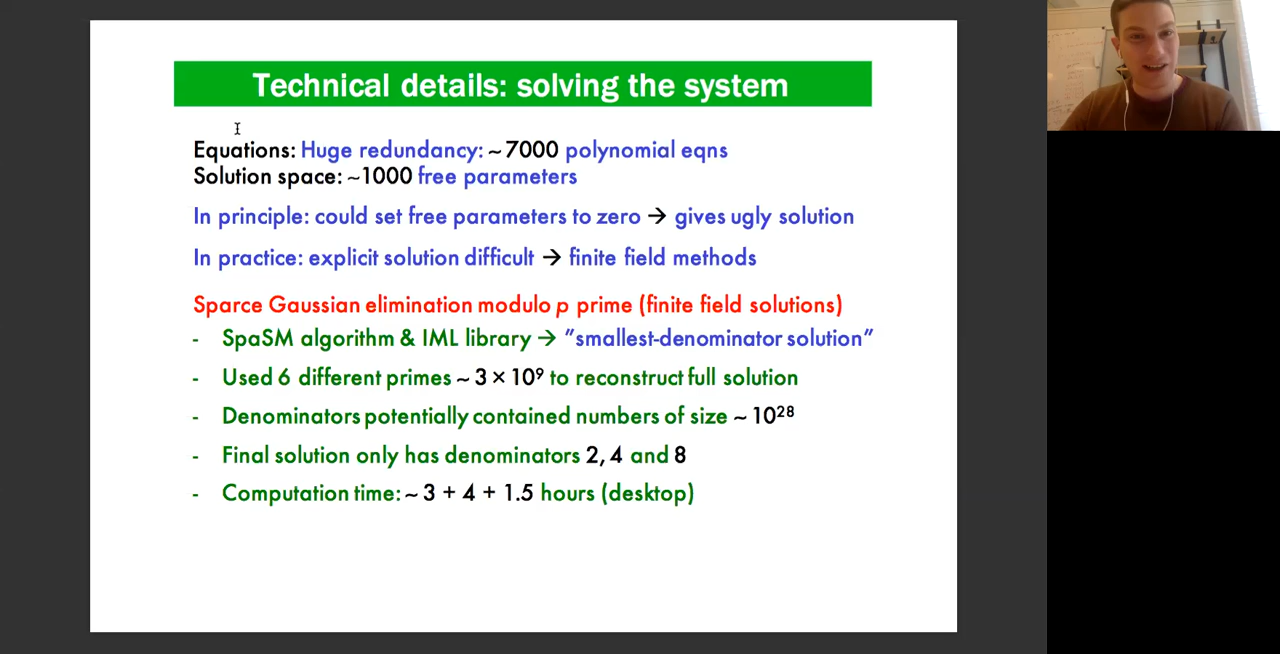 Technical details: solving the system
Equations: Huge redundancy: ~ 7000 polynomial eqns
Solution space: ~1000 free parameters
In principle: could set free parameters to zero → gives ugly solution
In practice: explicit solution difficult → finite field methods
Sparce Gaussian elimination modulo p prime (finite field solutions)
- SpaSM algorithm & IML library → ”smallest-denominator solution”
- Used 6 different primes ~ 3 × 10⁹ to reconstruct full solution
- Denominators potentially contained numbers of size ~ 10²⁸
- Final solution only has denominators 2, 4 and 8
- Computation time: ~ 3 + 4 + 1.5 hours (desktop)